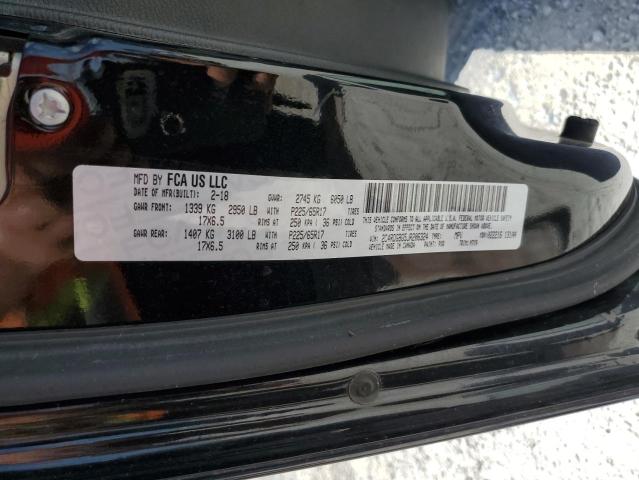 MFD BY FCA US LLC
DATE OF MFR(BUILT): 2-18 GVWR: 2745 KG 6050 LB
GAWR FRONT: 1339 KG 2950 LB WITH P225/65R17 TIRES
17X6.5 RIMS AT 250 KPA ( 36 PSI) COLD
GAWR REAR: 1407 KG 3100 LB WITH P225/65R17 TIRES
17X6.5 RIMS AT 250 KPA ( 36 PSI) COLD
THIS VEHICLE CONFORMS TO ALL APPLICABLE U.S.A. FEDERAL MOTOR VEHICLE SAFETY
STANDARDS IN EFFECT ON THE DATE OF MANUFACTURE SHOWN ABOVE.
VIN: TYPE: MPV
VEHICLE MADE IN CANADA PAINT: TRIM: